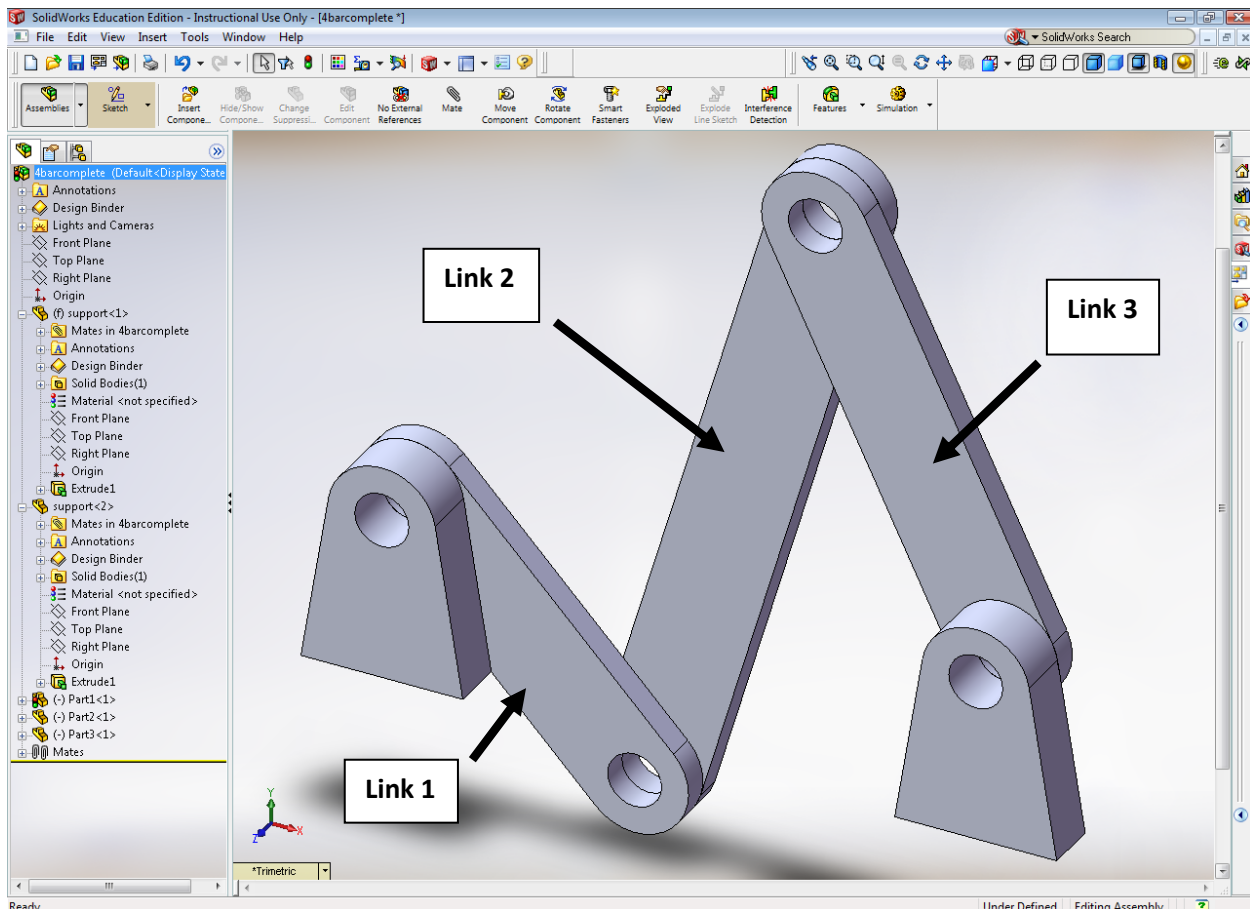 SolidWorks Education Edition - Instructional Use Only - [4barcomplete *]
File Edit View Insert Tools Window Help
SolidWorks Search
Assemblies
Sketch
Insert Compone...
Hide/Show Compone...
Change Suppressi...
Edit Component
No External References
Mate
Move Component
Rotate Component
Smart Fasteners
Exploded View
Explode Line Sketch
Interference Detection
Features
Simulation
4barcomplete (Default<Display State
Annotations
Design Binder
Lights and Cameras
Front Plane
Top Plane
Right Plane
Origin
(f) support<1>
Mates in 4barcomplete
Annotations
Design Binder
Solid Bodies(1)
Material <not specified>
Front Plane
Top Plane
Right Plane
Origin
Extrude1
support<2>
Mates in 4barcomplete
Annotations
Design Binder
Solid Bodies(1)
Material <not specified>
Front Plane
Top Plane
Right Plane
Origin
Extrude1
(-) Part1<1>
(-) Part2<1>
(-) Part3<1>
Mates
Link 2
Link 3
Link 1
Y
X
Z
*Trimetric
Ready
Under Defined
Editing Assembly